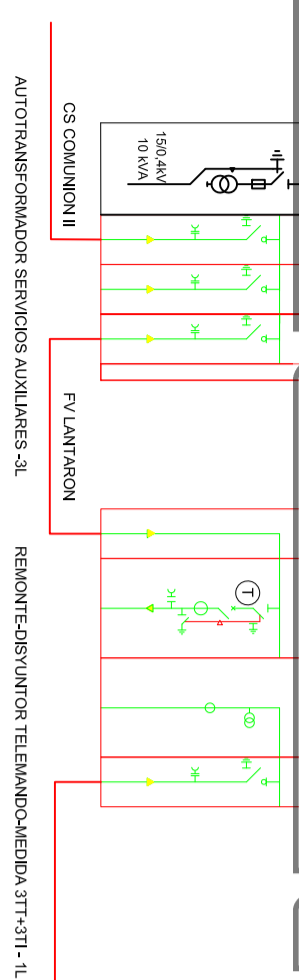 15/0,4kV
10 kVA
CS COMUNION II
AUTOTRANSFORMADOR SERVICIOS AUXILIARES -3L
FV LANTARON
T
REMONTE-DISYUNTOR TELEMANDO-MEDIDA 3TT+3TI - 1L